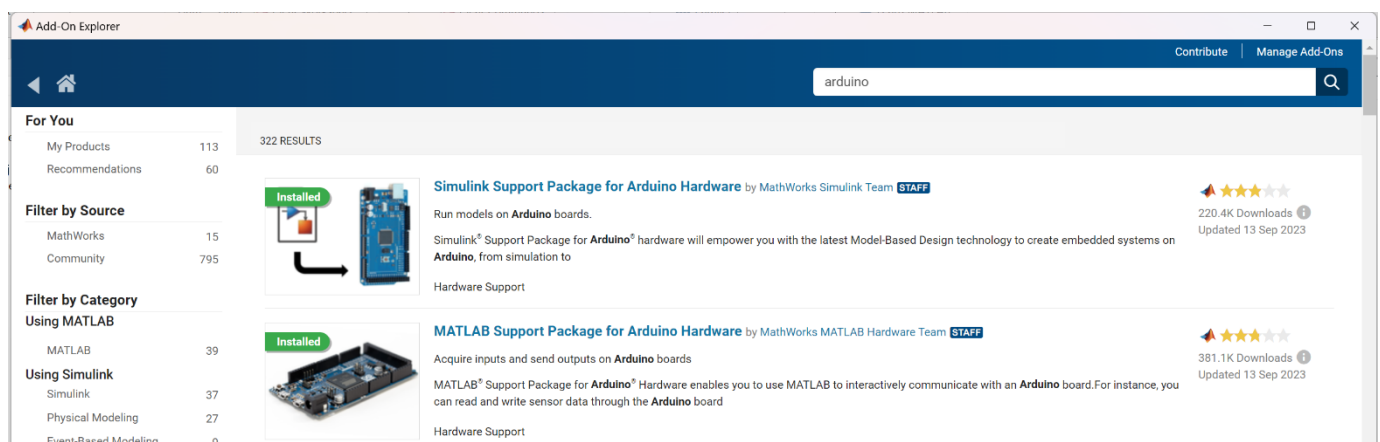 Add-On Explorer
Contribute | Manage Add-Ons
arduino
For You
My Products 113
Recommendations 60
Filter by Source
MathWorks 15
Community 795
Filter by Category
Using MATLAB
MATLAB 39
Using Simulink
Simulink 37
Physical Modeling 27
Event-Based Modeling 9
322 RESULTS
Installed
Simulink Support Package for Arduino Hardware by MathWorks Simulink Team STAFF
Run models on Arduino boards.
Simulink® Support Package for Arduino® hardware will empower you with the latest Model-Based Design technology to create embedded systems on
Arduino, from simulation to
Hardware Support
220.4K Downloads
Updated 13 Sep 2023
Installed
MATLAB Support Package for Arduino Hardware by MathWorks MATLAB Hardware Team STAFF
Acquire inputs and send outputs on Arduino boards
MATLAB® Support Package for Arduino® Hardware enables you to use MATLAB to interactively communicate with an Arduino board.For instance, you
can read and write sensor data through the Arduino board
Hardware Support
381.1K Downloads
Updated 13 Sep 2023